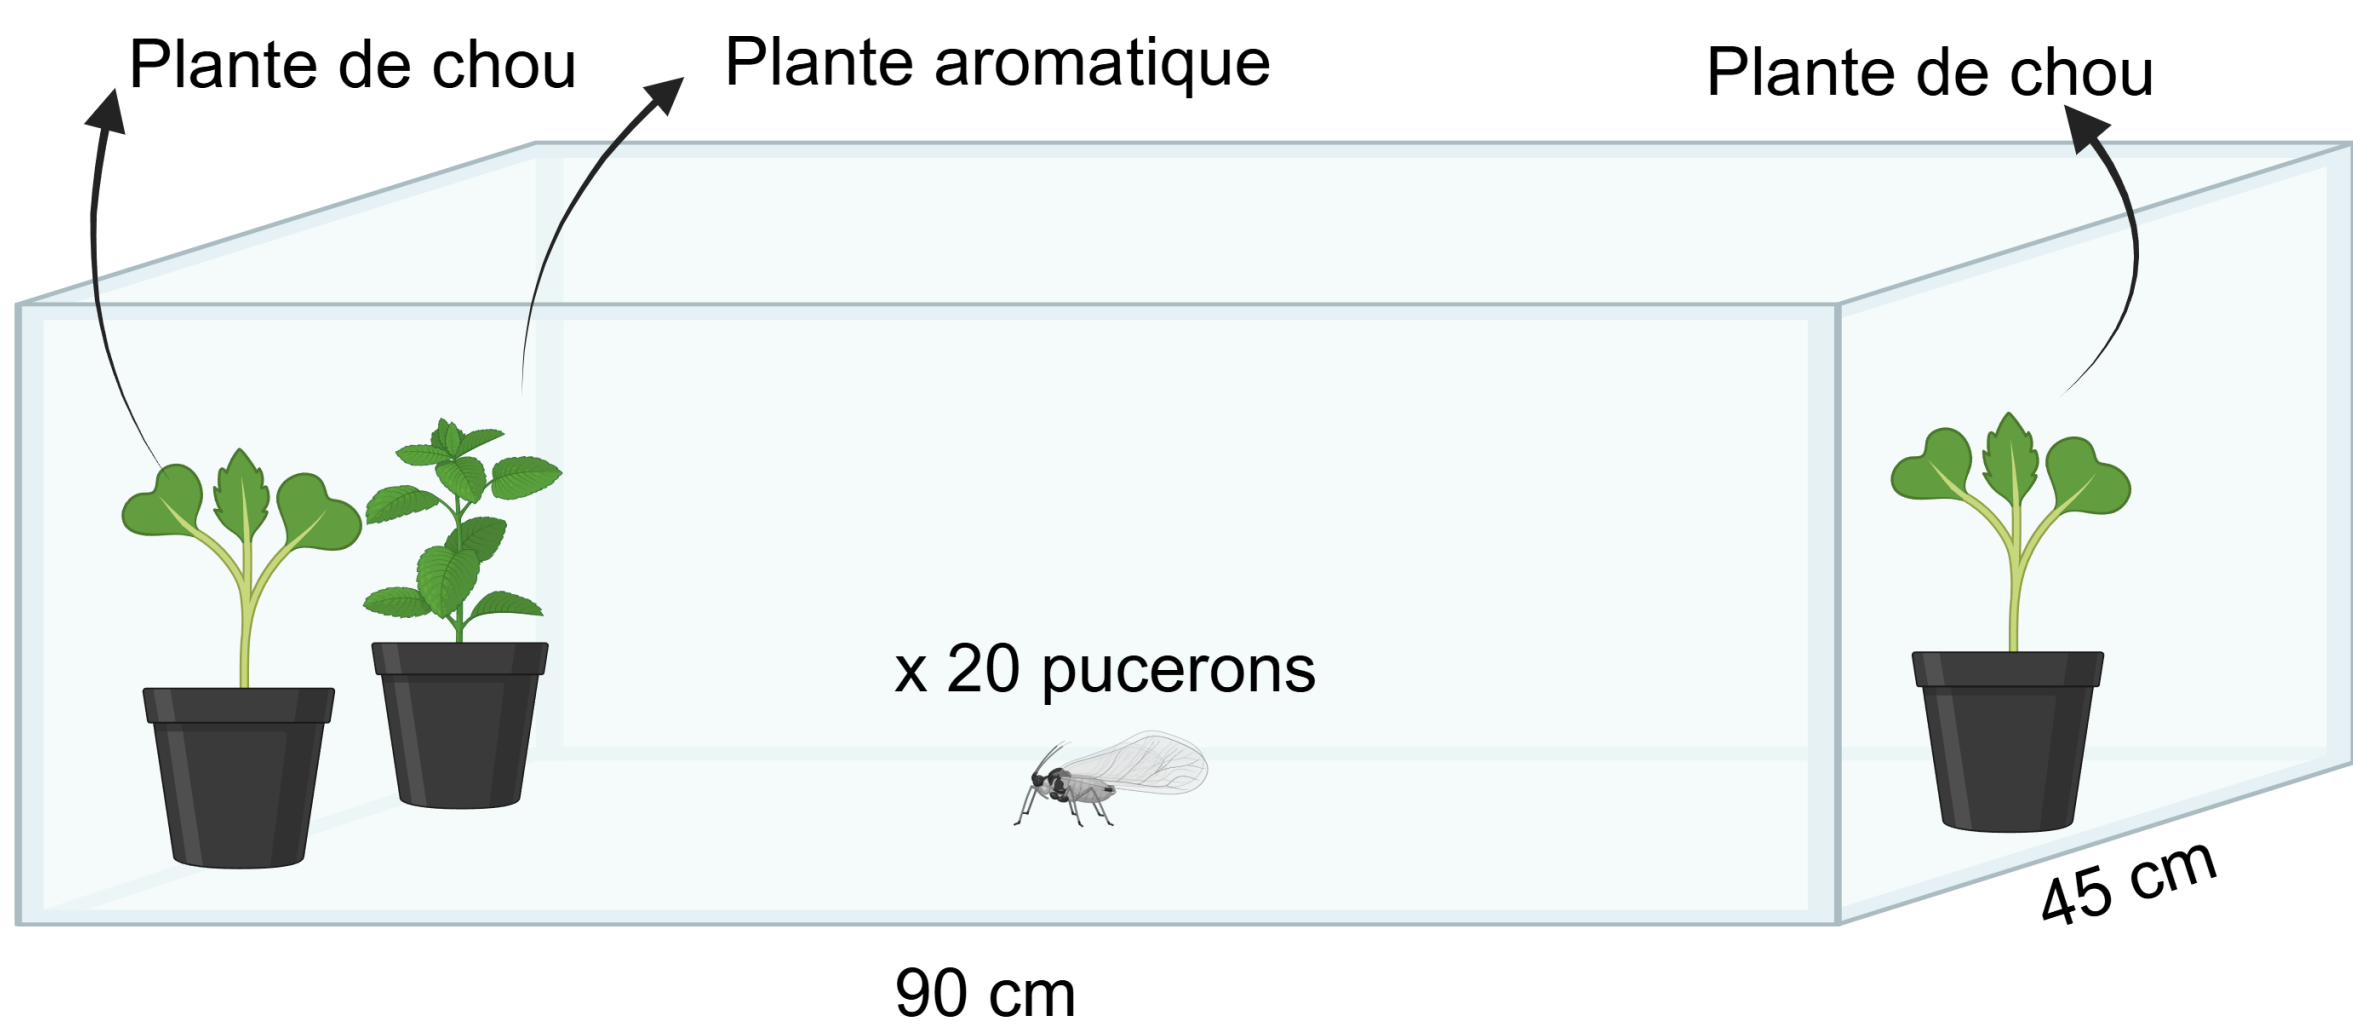 Plante de chou
Plante aromatique
Plante de chou
x 20 pucerons
45 cm
90 cm